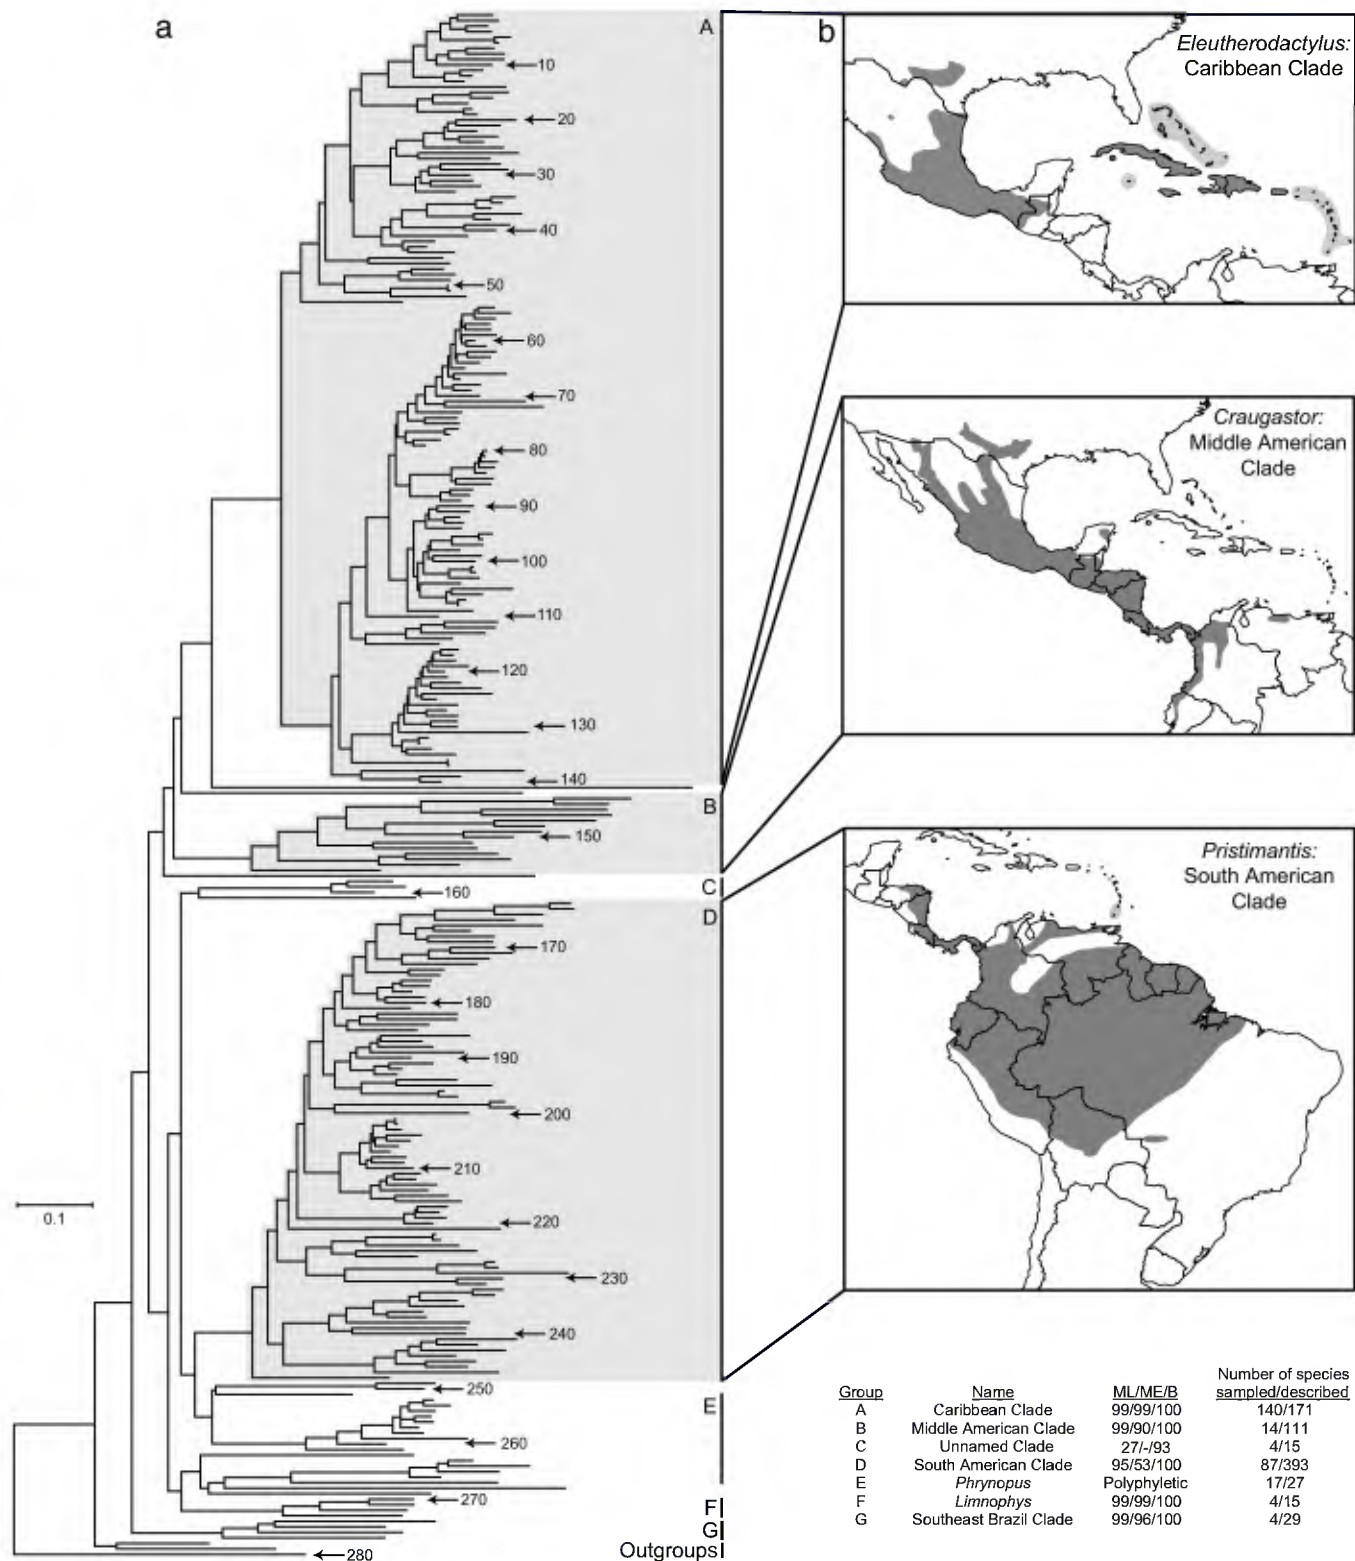 a
A
10
20
30
40
50
60
70
80
90
100
110
120
130
140
B
150
C
160
D
170
180
190
200
210
220
230
240
250
E
260
270
F
G
Outgroups
280
0.1
b
Eleutherodactylus:
Caribbean Clade
Craugastor:
Middle American
Clade
Pristimantis:
South American
Clade
Number of species
Group Name ML/ME/B sampled/described
A Caribbean Clade 99/99/100 140/171
B Middle American Clade 99/90/100 14/111
C Unnamed Clade 27/-/93 4/15
D South American Clade 95/53/100 87/393
E Phrynopus Polyphyletic 17/27
F Limnophys 99/99/100 4/15
G Southeast Brazil Clade 99/96/100 4/29